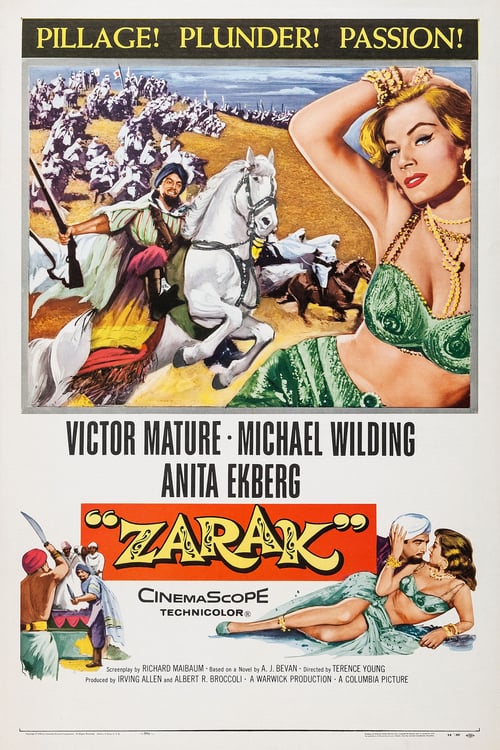 PILLAGE! PLUNDER! PASSION!
VICTOR MATURE · MICHAEL WILDING
ANITA EKBERG
"ZARAK"
CINEMASCOPE
TECHNICOLOR®
Screenplay by RICHARD MAIBAUM · Based on a Novel by A. J. BEVAN · Directed by TERENCE YOUNG
Produced by IRVING ALLEN and ALBERT R. BROCCOLI · A WARWICK PRODUCTION · A COLUMBIA PICTURE